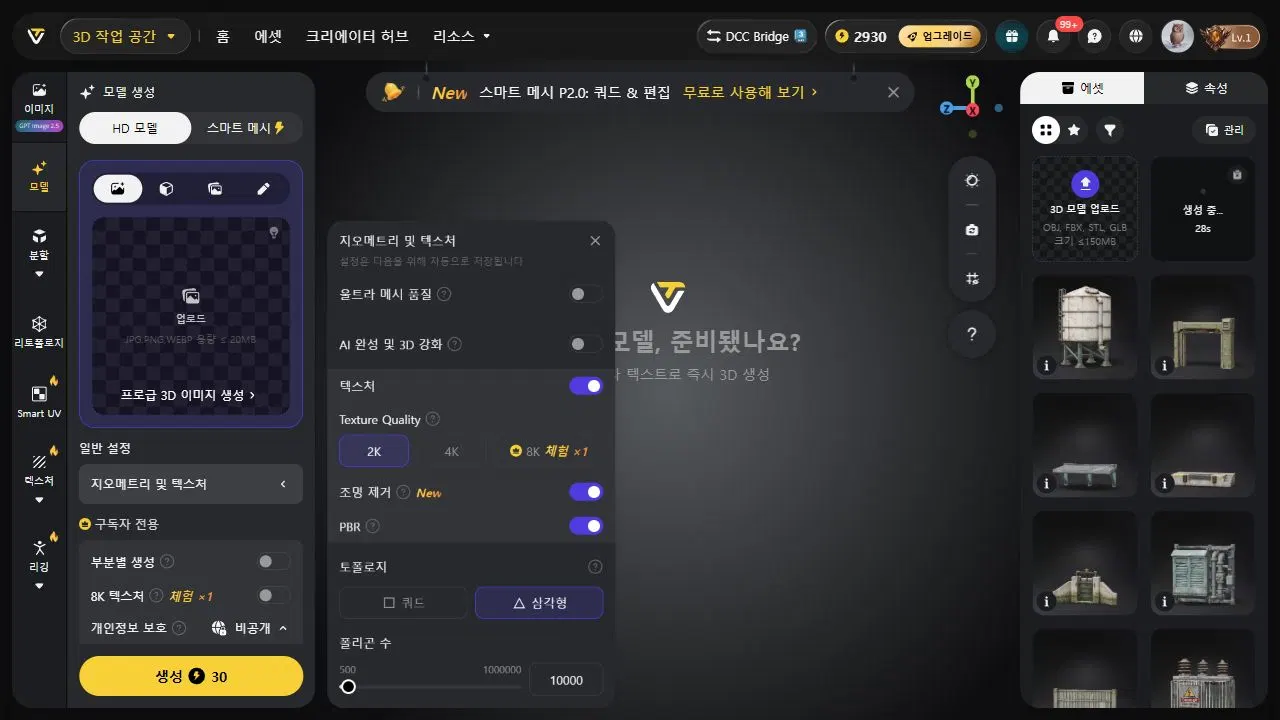 3D 작업 공간
홈
에셋
크리에이터 허브
리소스
DCC Bridge
2930
업그레이드
99+
Lv.1
이미지
GPT Image 2.5
모델
분할
리토폴로지
Smart UV
텍스처
리깅
모델 생성
HD 모델
스마트 메시
업로드
JPG,PNG,WEBP 용량 ≤ 20MB
프로급 3D 이미지 생성 ›
일반 설정
지오메트리 및 텍스처
구독자 전용
부분별 생성
8K 텍스처 체험 ×1
개인정보 보호
비공개
생성 30
New 스마트 메시 P2.0: 쿼드 & 편집 무료로 사용해 보기 ›
지오메트리 및 텍스처
설정은 다음을 위해 자동으로 저장됩니다
울트라 메시 품질
AI 완성 및 3D 강화
텍스처
Texture Quality
2K
4K
8K 체험 ×1
조명 제거 New
PBR
토폴로지
쿼드
삼각형
폴리곤 수
500
1000000
10000
모델, 준비됐나요?
텍스트로 즉시 3D 생성
Y
Z
X
?
에셋
속성
관리
3D 모델 업로드
OBJ, FBX, STL, GLB
크기 ≤150MB
생성 중...
28s